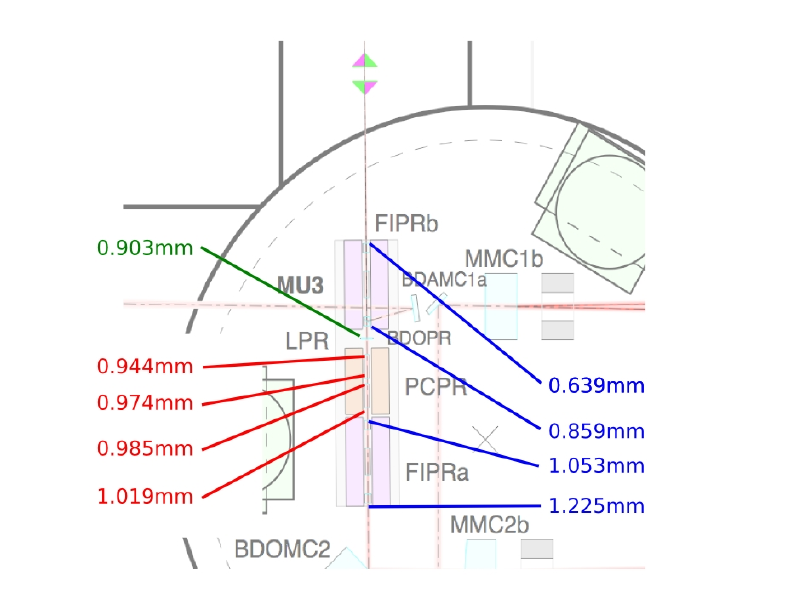 FIPRb
0.903mm
MMC1b
BDAMC1a
MU3
LPR
BDOPR
0.944mm
0.639mm
PCPR
0.974mm
0.859mm
0.985mm
1.053mm
FIPRa
1.019mm
1.225mm
MMC2b
BDOMC2